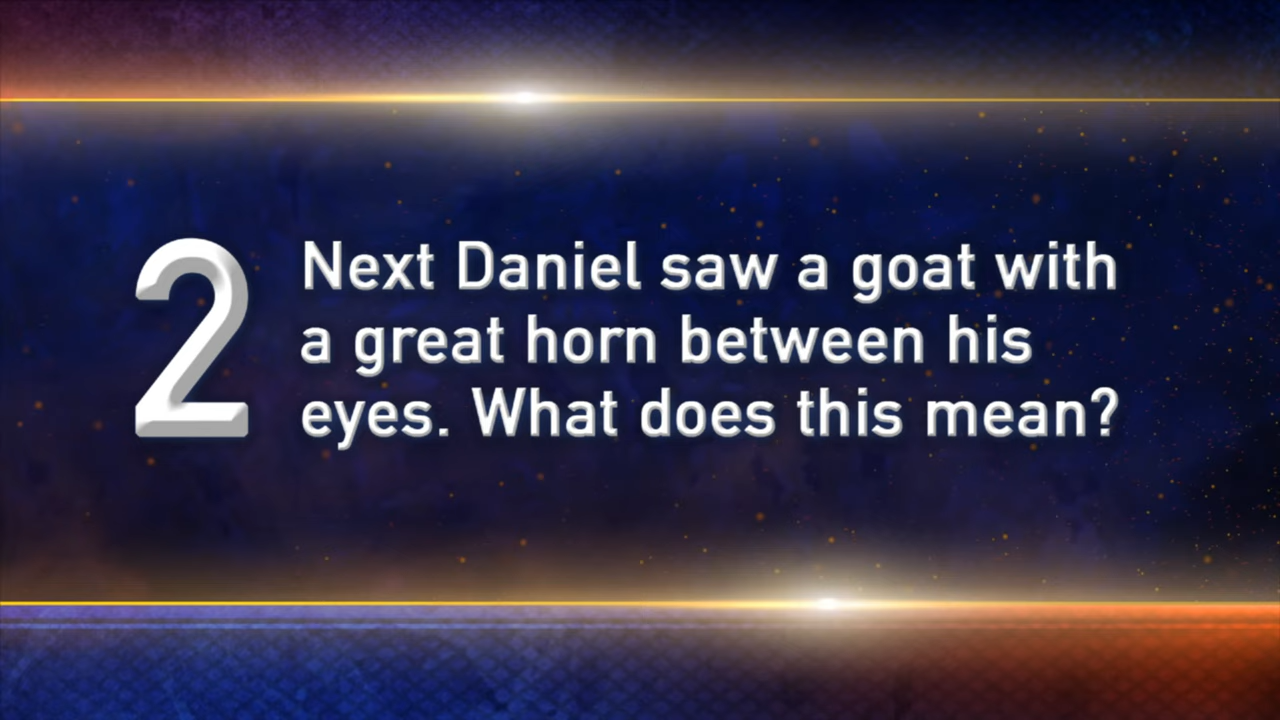 2
Next Daniel saw a goat with
a great horn between his
eyes. What does this mean?